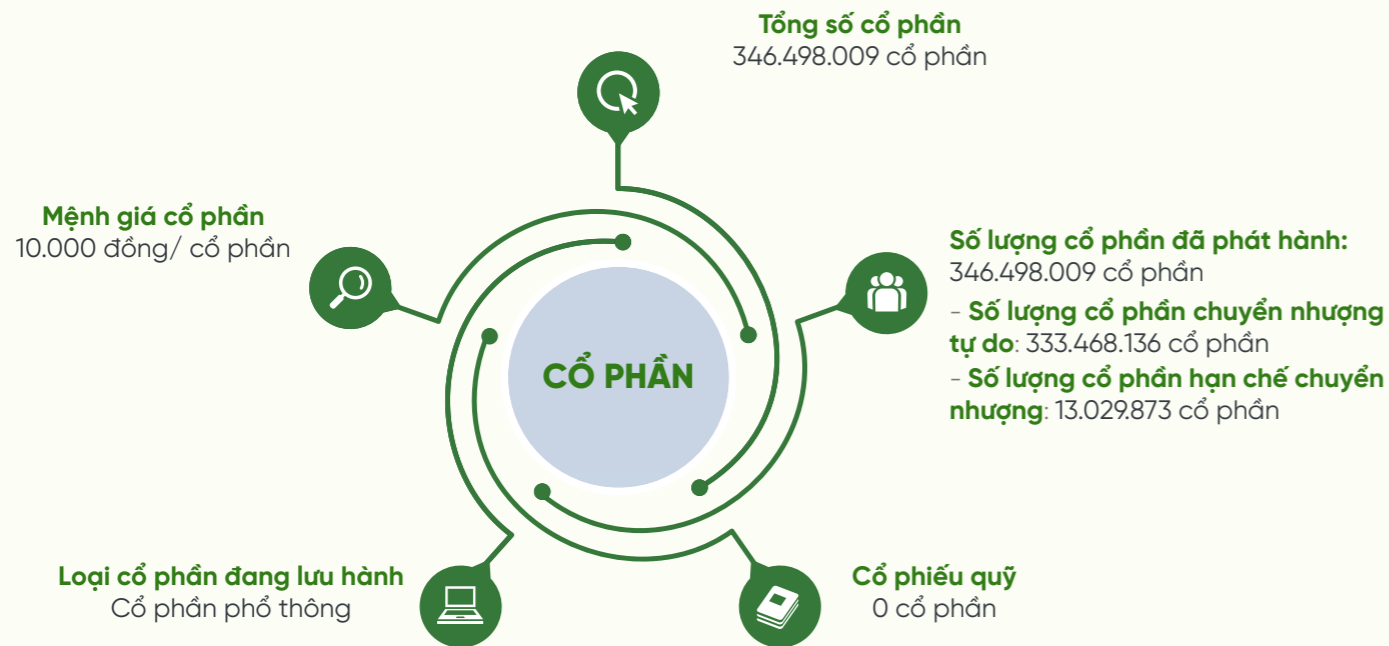 Tổng số cổ phần
346.498.009 cổ phần
Mệnh giá cổ phần
10.000 đồng/ cổ phần
Số lượng cổ phần đã phát hành:
346.498.009 cổ phần
- Số lượng cổ phần chuyển nhượng
tự do: 333.468.136 cổ phần
- Số lượng cổ phần hạn chế chuyển
nhượng: 13.029.873 cổ phần
CỔ PHẦN
Loại cổ phần đang lưu hành
Cổ phần phổ thông
Cổ phiếu quỹ
0 cổ phần